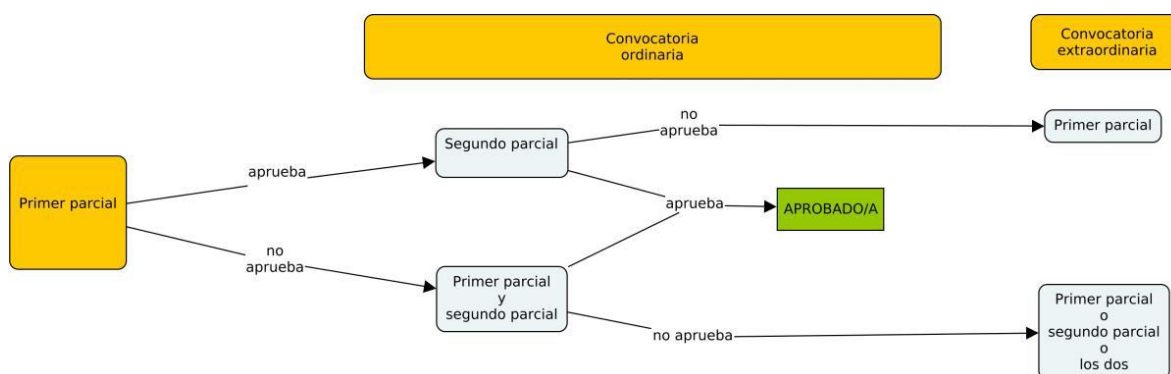 Convocatoria
ordinaria
Convocatoria
extraordinaria
no
aprueba
Primer parcial
Segundo parcial
aprueba
Primer parcial
aprueba
APROBADO/A
no
aprueba
Primer parcial
y
segundo parcial
no aprueba
Primer parcial
o
segundo parcial
o
los dos